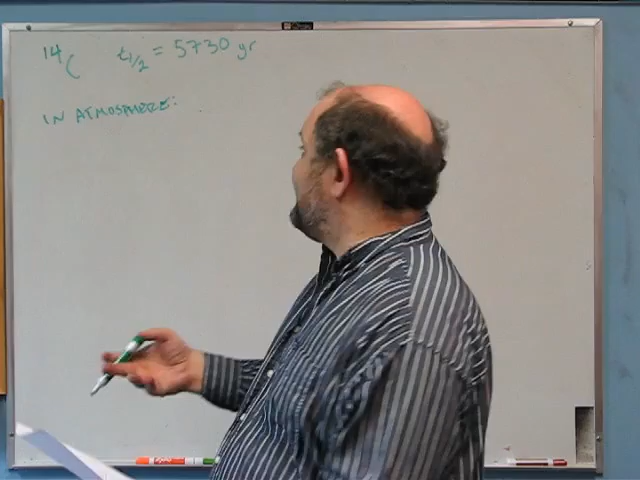 14C t1/2 = 5730 yr
IN ATMOSPHERE: